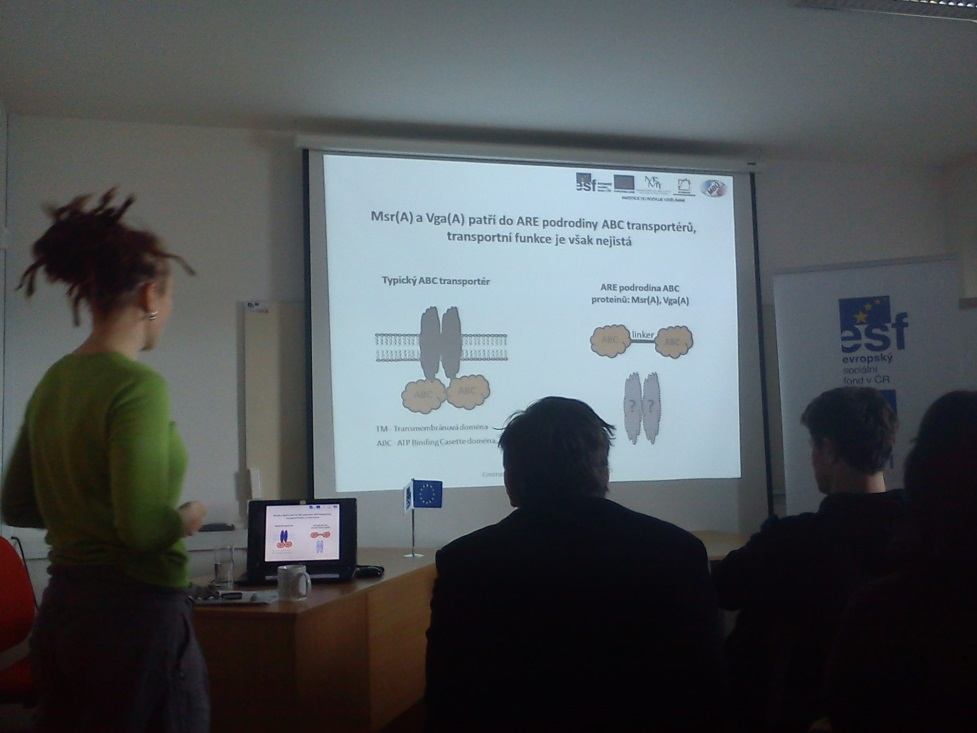 esf
Msr(A) a Vga(A) patří do ARE podrodiny ABC transportérů,
transportní funkce je však nejistá
Typický ABC transportér
ARE podrodina ABC
proteinů: Msr(A), Vga(A)
ABC
linker
ABC
ABC
ABC
?
?
TM - Transmembránová doména
ABC - ATP Binding Casette doména
esf
evropský
sociální
fond v ČR